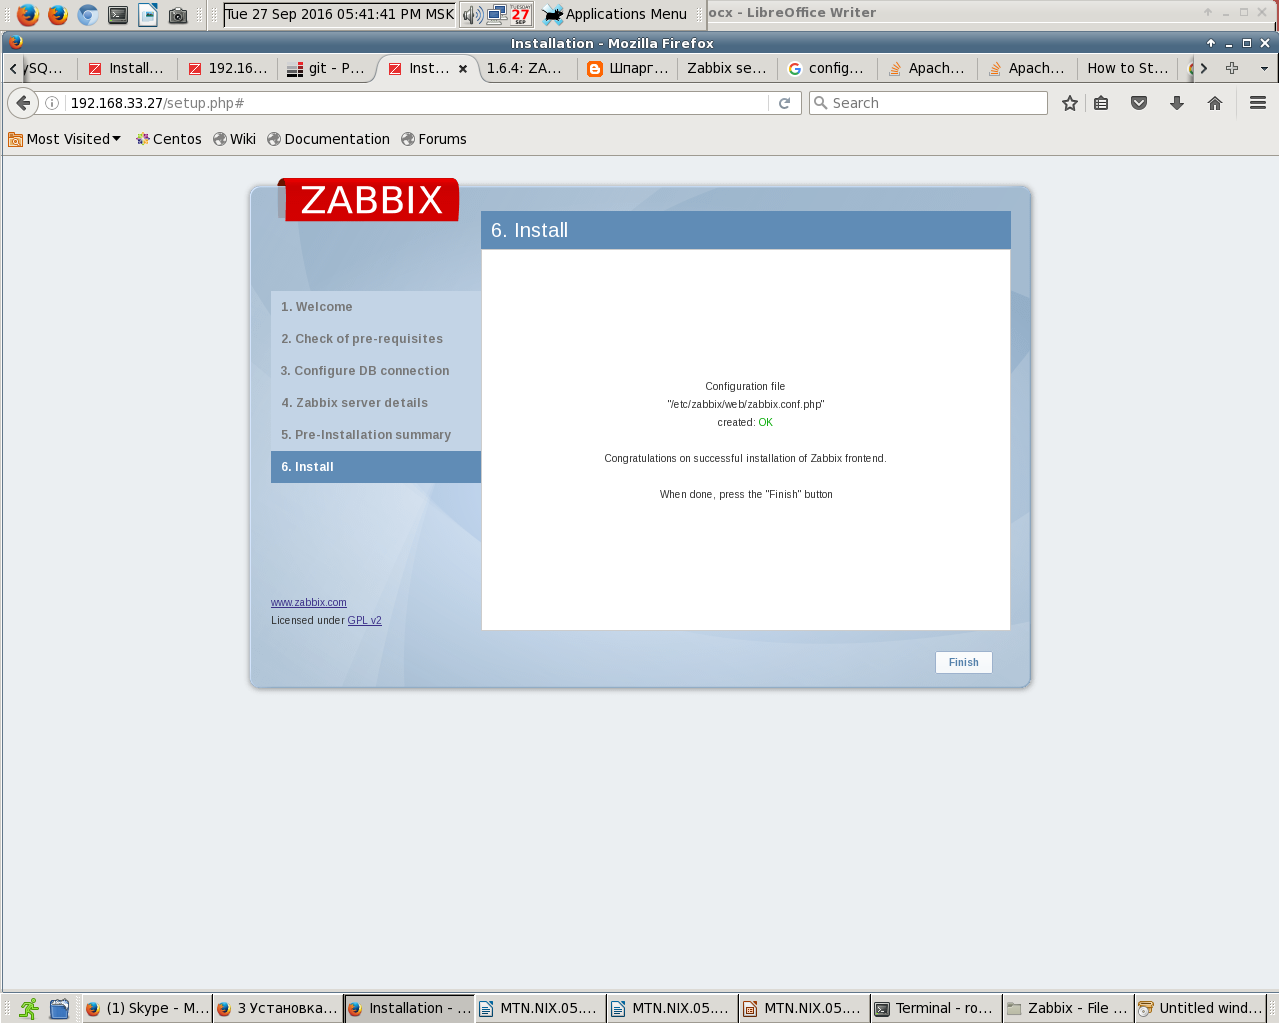 Tue 27 Sep 2016 05:41:41 PM MSK
TUESDAY
27
SEP
Applications Menu
ocx - LibreOffice Writer
Installation - Mozilla Firefox
ySQ...
Install...
192.16...
git - P...
Inst...
1.6.4: ZA...
Шпарг...
Zabbix se...
config...
Apach...
Apach...
How to St...
192.168.33.27/setup.php#
Search
Most Visited
Centos
Wiki
Documentation
Forums
ZABBIX
6. Install
1. Welcome
2. Check of pre-requisites
3. Configure DB connection
4. Zabbix server details
5. Pre-Installation summary
6. Install
Configuration file
"/etc/zabbix/web/zabbix.conf.php"
created: OK
Congratulations on successful installation of Zabbix frontend.
When done, press the "Finish" button
www.zabbix.com
Licensed under GPL v2
Finish
(1) Skype - M...
3 Установка...
Installation - ...
MTN.NIX.05....
MTN.NIX.05....
MTN.NIX.05....
Terminal - ro...
Zabbix - File ...
Untitled wind...